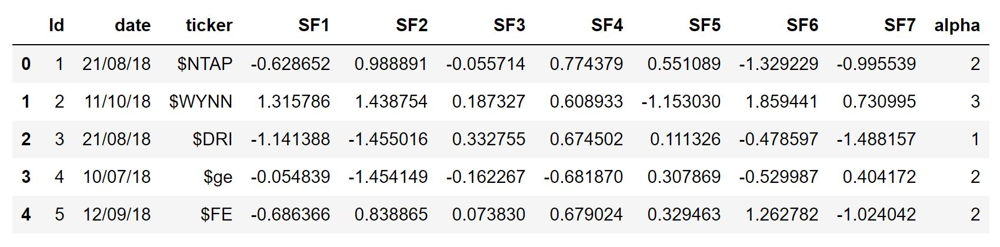 Id date ticker SF1 SF2 SF3 SF4 SF5 SF6 SF7 alpha
0 1 21/08/18 $NTAP -0.628652 0.988891 -0.055714 0.774379 0.551089 -1.329229 -0.995539 2
1 2 11/10/18 $WYNN 1.315786 1.438754 0.187327 0.608933 -1.153030 1.859441 0.730995 3
2 3 21/08/18 $DRI -1.141388 -1.455016 0.332755 0.674502 0.111326 -0.478597 -1.488157 1
3 4 10/07/18 $ge -0.054839 -1.454149 -0.162267 -0.681870 0.307869 -0.529987 0.404172 2
4 5 12/09/18 $FE -0.686366 0.838865 0.073830 0.679024 0.329463 1.262782 -1.024042 2